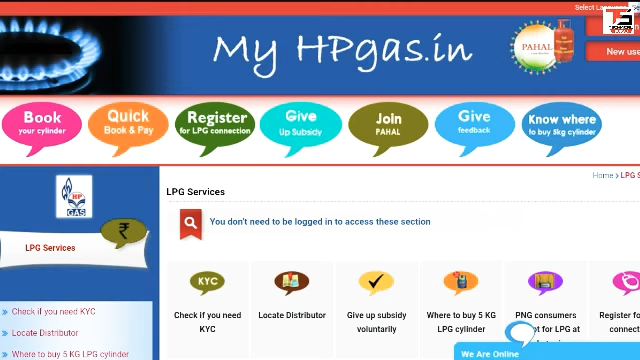 Select Langu
My HPgas.in
PAHAL
New use
Book
your cylinder
Quick
Book & Pay
Register
for LPG connection
Give
Up Subsidy
Join
PAHAL
Give
feedback
Know where
to buy 5kg cylinder
Home > LPG S
HP
GAS
₹
LPG Services
LPG Services
You don't need to be logged in to access these section
KYC
Check if you need
KYC
Locate Distributor
Give up subsidy
voluntarily
Where to buy 5 KG
LPG cylinder
PNG consumers
pt for LPG at
Register fo
connect
Check if you need KYC
Locate Distributor
Where to buy 5 KG LPG cylinder
We Are Online